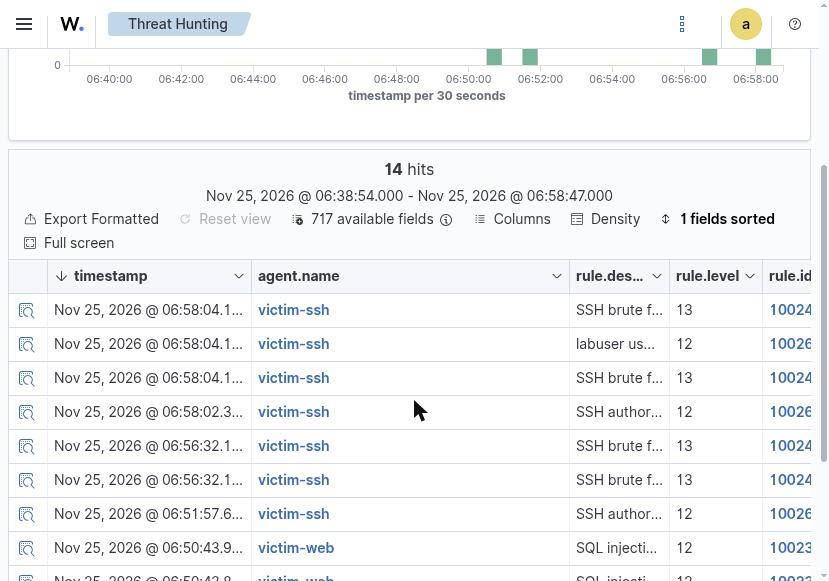 W. Threat Hunting a
0
06:40:00 06:42:00 06:44:00 06:46:00 06:48:00 06:50:00 06:52:00 06:54:00 06:56:00 06:58:00
timestamp per 30 seconds
14 hits
Nov 25, 2026 @ 06:38:54.000 - Nov 25, 2026 @ 06:58:47.000
Export Formatted Reset view 717 available fields Columns Density 1 fields sorted
Full screen
timestamp agent.name rule.des... rule.level rule.id
Nov 25, 2026 @ 06:58:04.1... victim-ssh SSH brute f... 13 10024
Nov 25, 2026 @ 06:58:04.1... victim-ssh labuser us... 12 10026
Nov 25, 2026 @ 06:58:04.1... victim-ssh SSH brute f... 13 10024
Nov 25, 2026 @ 06:58:02.3... victim-ssh SSH author... 12 10026
Nov 25, 2026 @ 06:56:32.1... victim-ssh SSH brute f... 13 10024
Nov 25, 2026 @ 06:56:32.1... victim-ssh SSH brute f... 13 10024
Nov 25, 2026 @ 06:51:57.6... victim-ssh SSH author... 12 10026
Nov 25, 2026 @ 06:50:43.9... victim-web SQL injecti... 12 10023